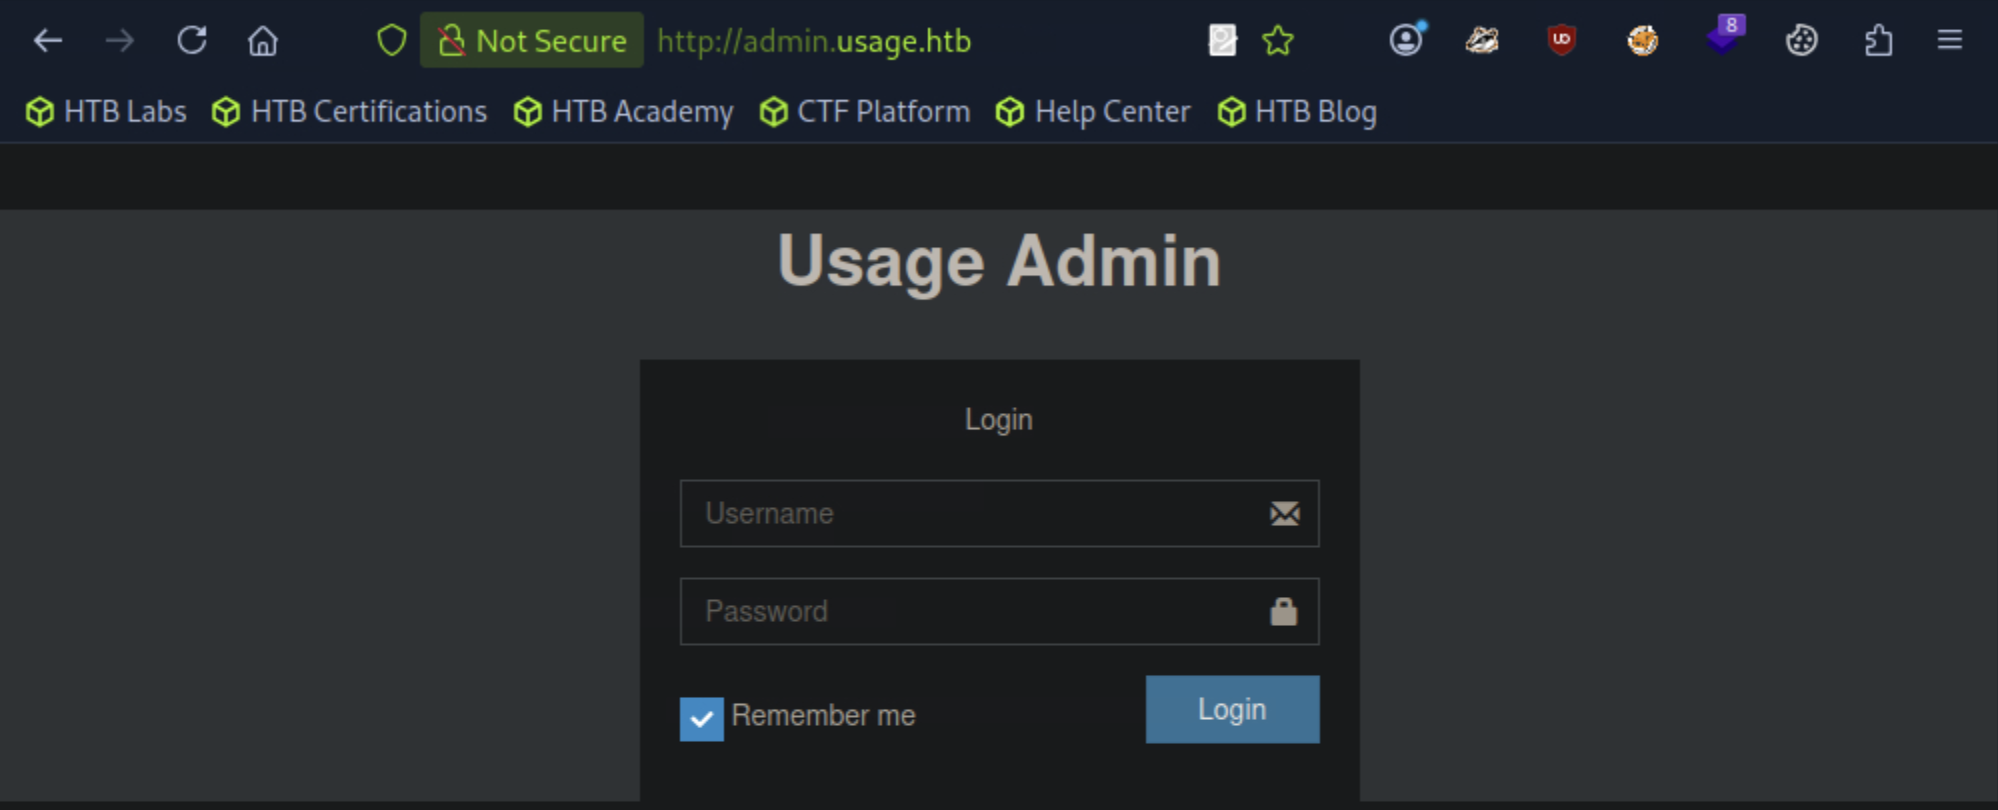 Not Secure http://admin.usage.htb 8
HTB Labs HTB Certifications HTB Academy CTF Platform Help Center HTB Blog
Usage Admin
Login
Username
Password
Remember me Login